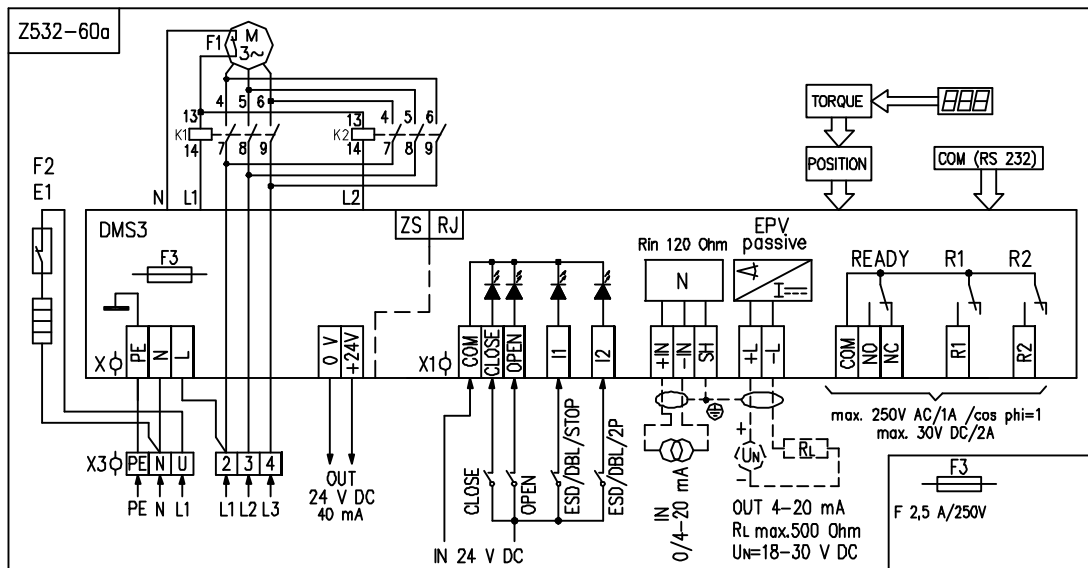 Z532-60a
F1
M
3~
4 5 6
13
K1
14
7 8 9
13
K2
14
4 5 6
7 8 9
TORQUE
POSITION
COM (RS 232)
F2
E1
N
L1
L2
DMS3
ZS
RJ
F3
Rin 120 Ohm
N
EPV
passive
READY
R1
R2
X
PE
N
L
0 V
+24V
X1
COM
CLOSE
OPEN
I1
I2
+IN
-IN
SH
+L
-L
COM
NO
NC
R1
R2
max. 250V AC/1A /cos phi=1
max. 30V DC/2A
X3
PE N U
2 3 4
PE N L1
L1 L2 L3
OUT
24 V DC
40 mA
CLOSE
OPEN
ESD/DBL/STOP
ESD/DBL/2P
IN 24 V DC
IN
0/4-20 mA
+
UN
-
RL
OUT 4-20 mA
RL max.500 Ohm
UN=18-30 V DC
F3
F 2,5 A/250V